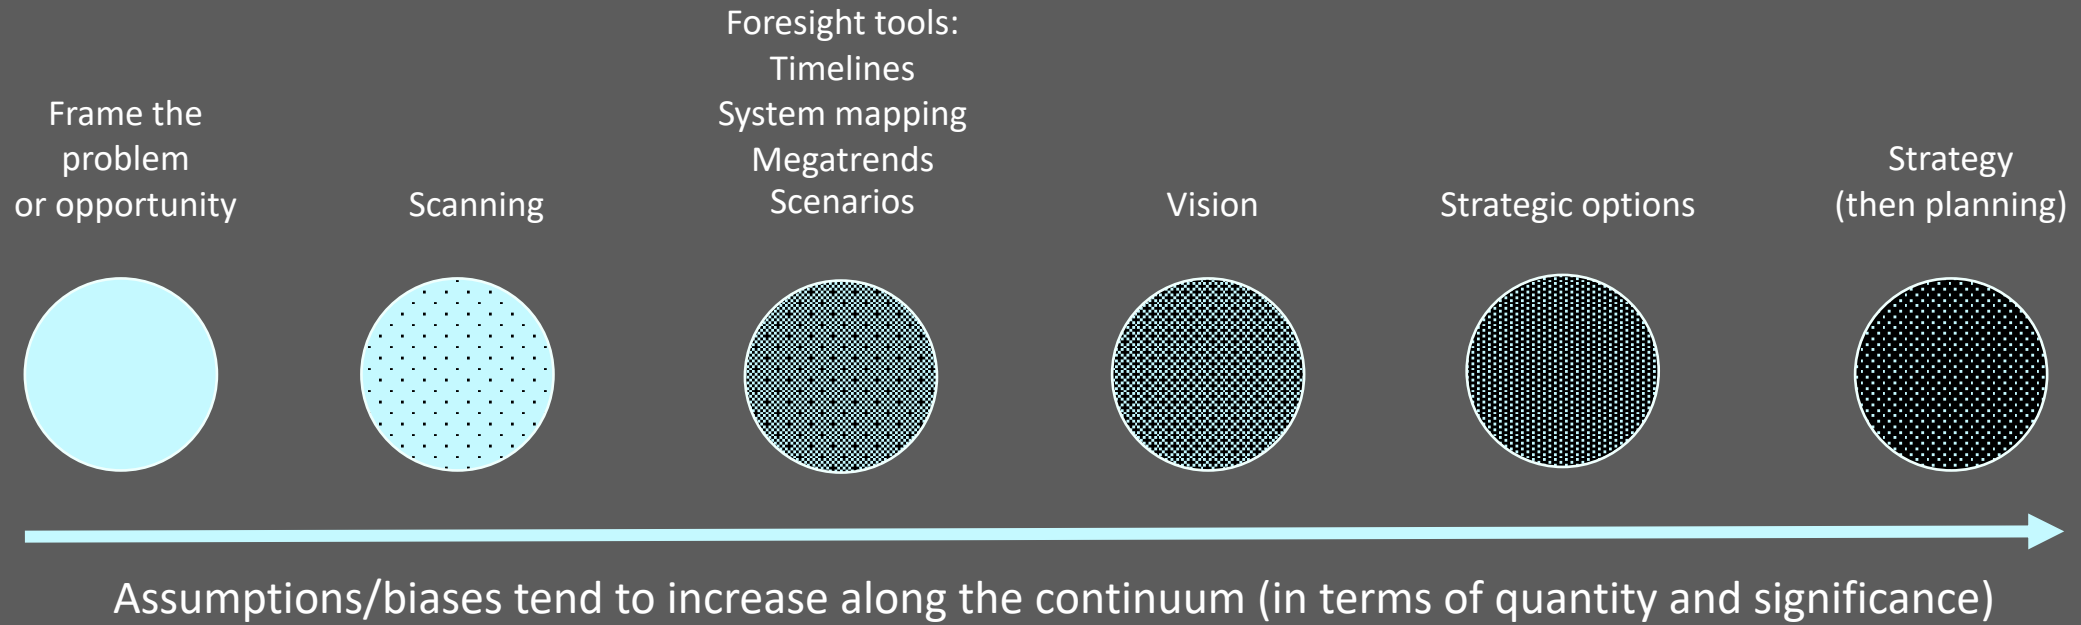 Frame the
problem
or opportunity
Scanning
Foresight tools:
Timelines
System mapping
Megatrends
Scenarios
Vision
Strategic options
Strategy
(then planning)
Assumptions/biases tend to increase along the continuum (in terms of quantity and significance)